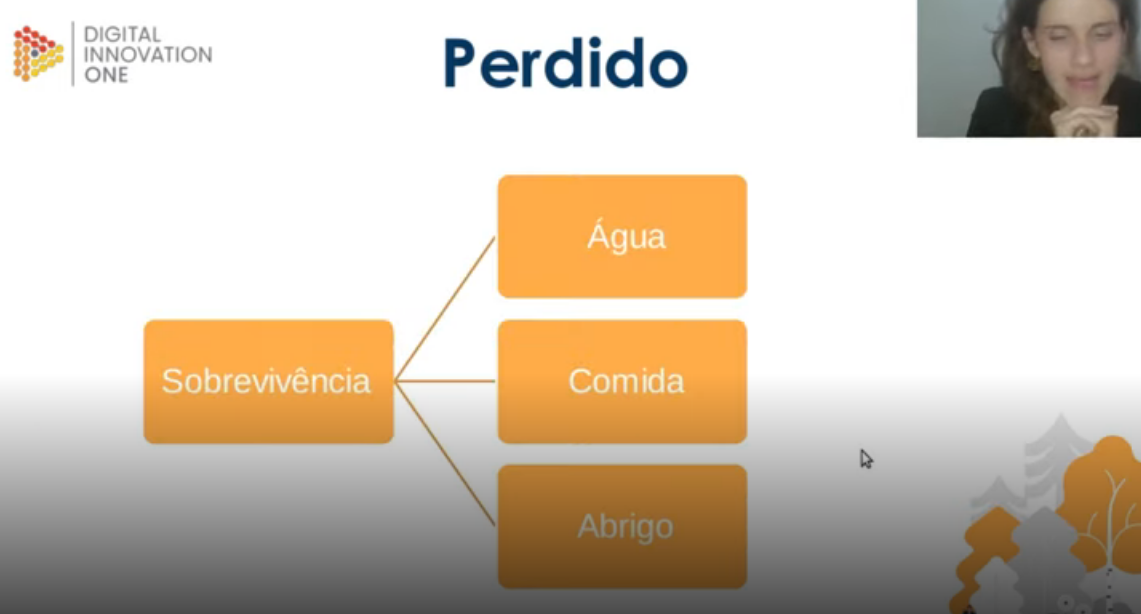 DIGITAL
INNOVATION
ONE
Perdido
Água
Sobrevivência
Comida
Abrigo